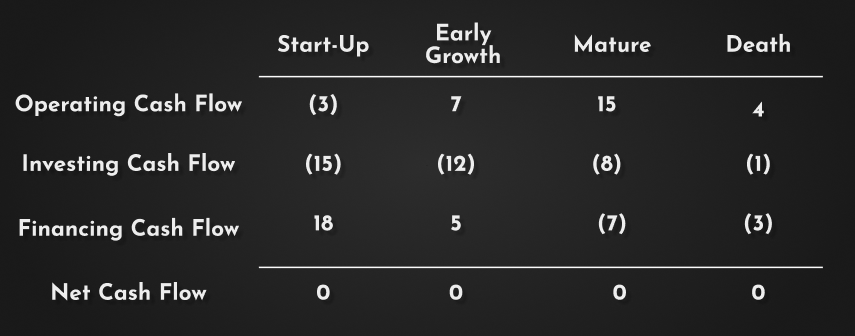 Start-Up Early Growth Mature Death
Operating Cash Flow (3) 7 15 4
Investing Cash Flow (15) (12) (8) (1)
Financing Cash Flow 18 5 (7) (3)
Net Cash Flow 0 0 0 0